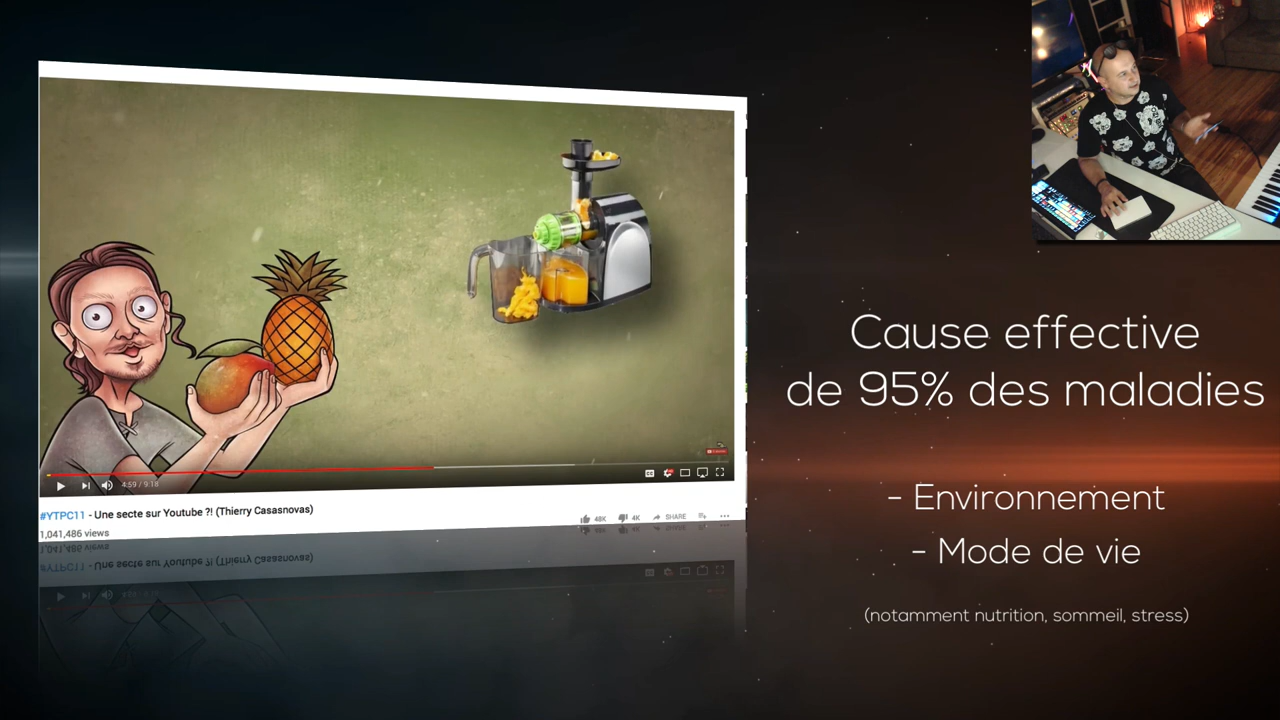 4:59 / 9:18
#YTPC11 - Une secte sur Youtube ?! (Thierry Casasnovas)
1,041,486 views
48K 4K SHARE
Cause effective
de 95% des maladies
- Environnement
- Mode de vie
(notamment nutrition, sommeil, stress)